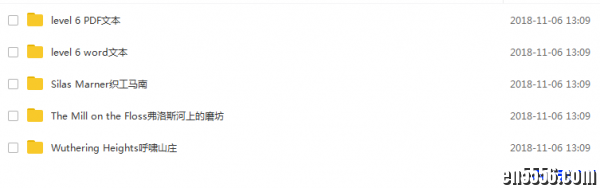 level 6 PDF文本 2018-11-06 13:09
level 6 word文本 2018-11-06 13:09
Silas Marner织工马南 2018-11-06 13:09
The Mill on the Floss弗洛斯河上的磨坊 2018-11-06 13:09
Wuthering Heights呼啸山庄 2018-11-06 13:09
en5556.com